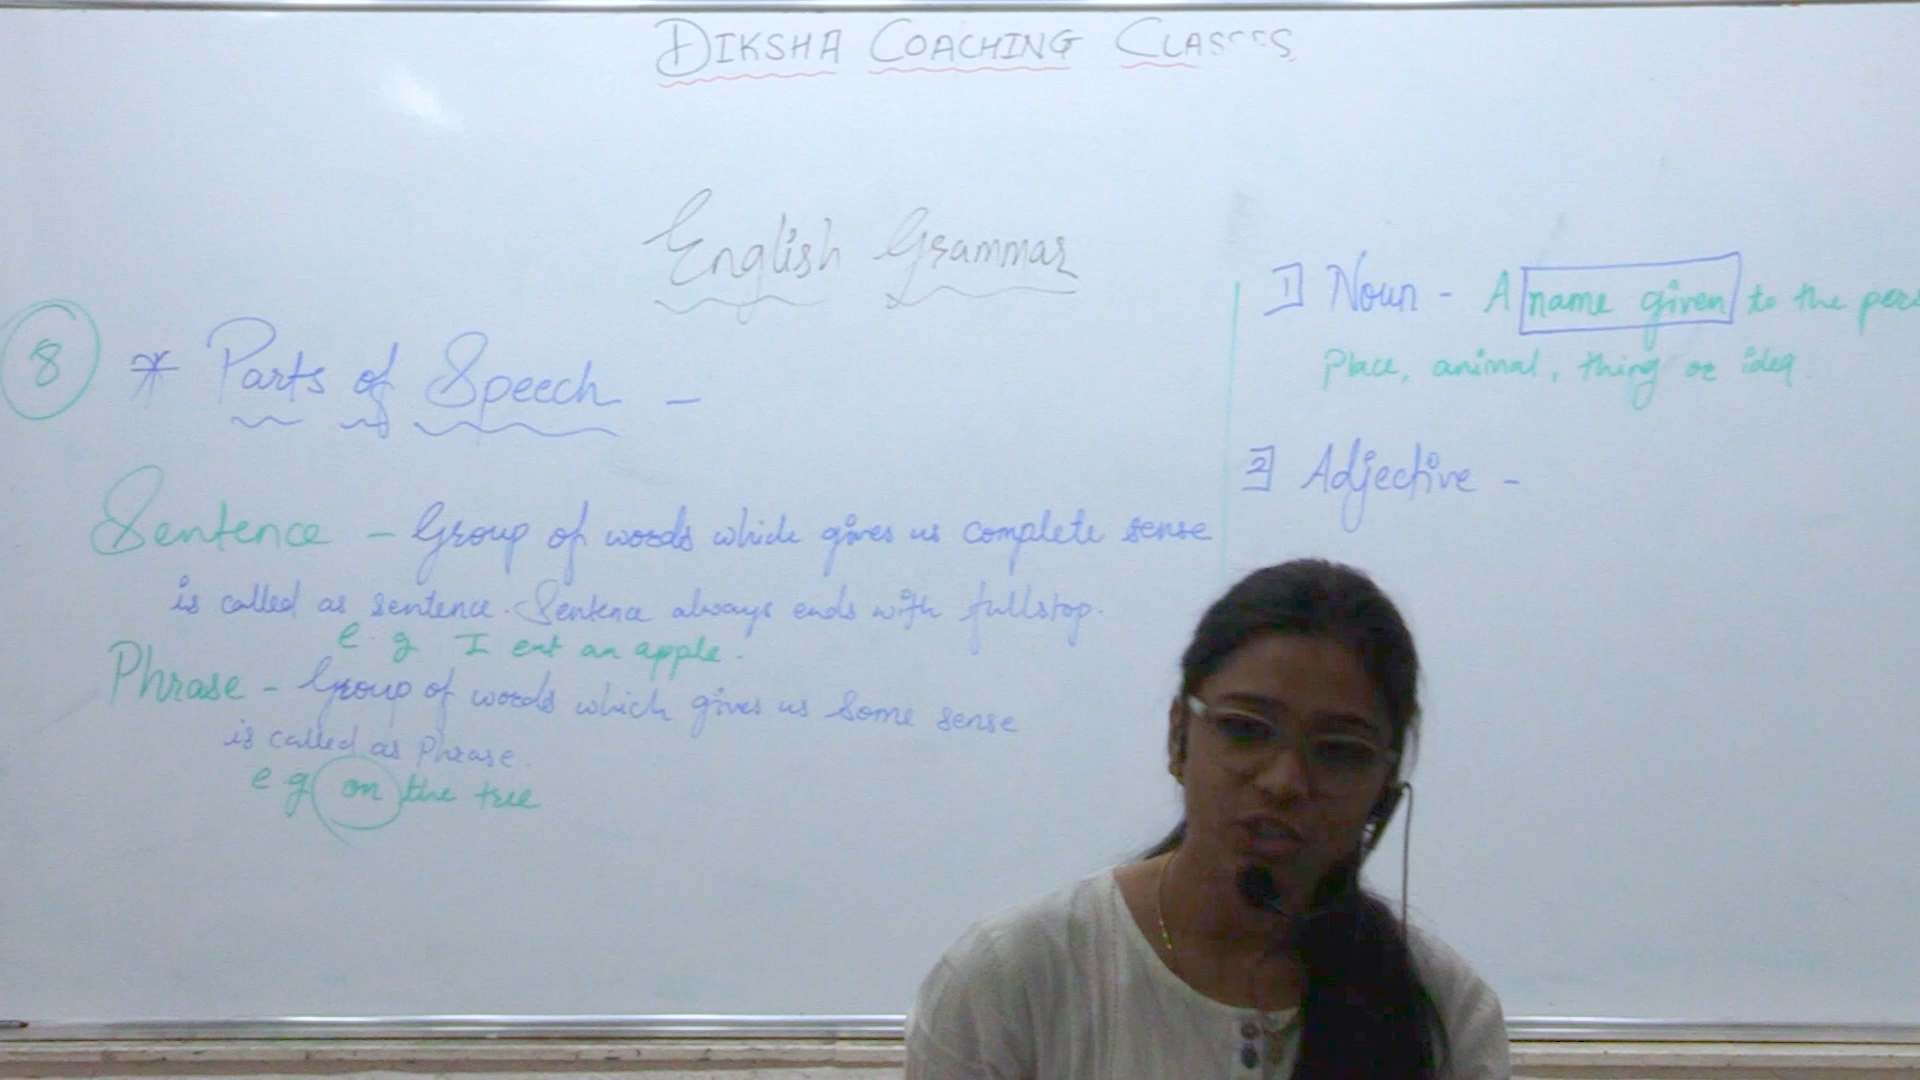 DIKSHA COACHING CLASSES
English Grammar
8
* Parts of Speech -
Sentence - Group of words which gives us complete sense
is called as sentence. Sentence always ends with fullstop.
e.g I eat an apple.
Phrase - Group of words which gives us some sense
is called as Phrase.
e g on the tree
1] Noun - A name given to the
Place, animal, thing or idea.
2] Adjective -